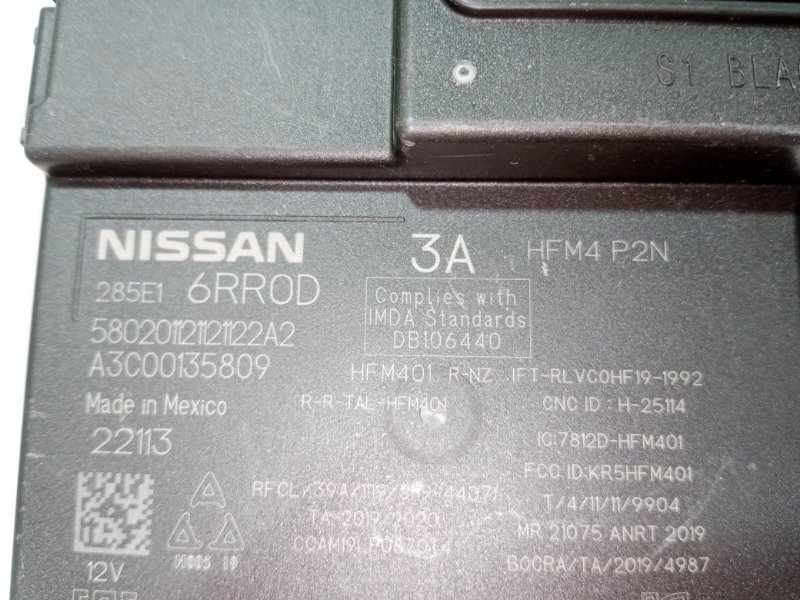 S1 BLA
NISSAN 3A HFM4 P2N
285E1 6RR0D
Complies with
IMDA Standards
DB106440
58020112112112​2A2
A3C00135809
HFM401 R-NZ IFT-RLVC0HF19-1992
Made in Mexico R-R-TAL-HFM401 CNC ID : H-25114
22113 IC:7812D-HFM401
FCC ID:KR5HFM401
T/4/11/11/9904
TA-2019/2020 MR 21075 ANRT 2019
BOCRA/TA/2019/4987
12V